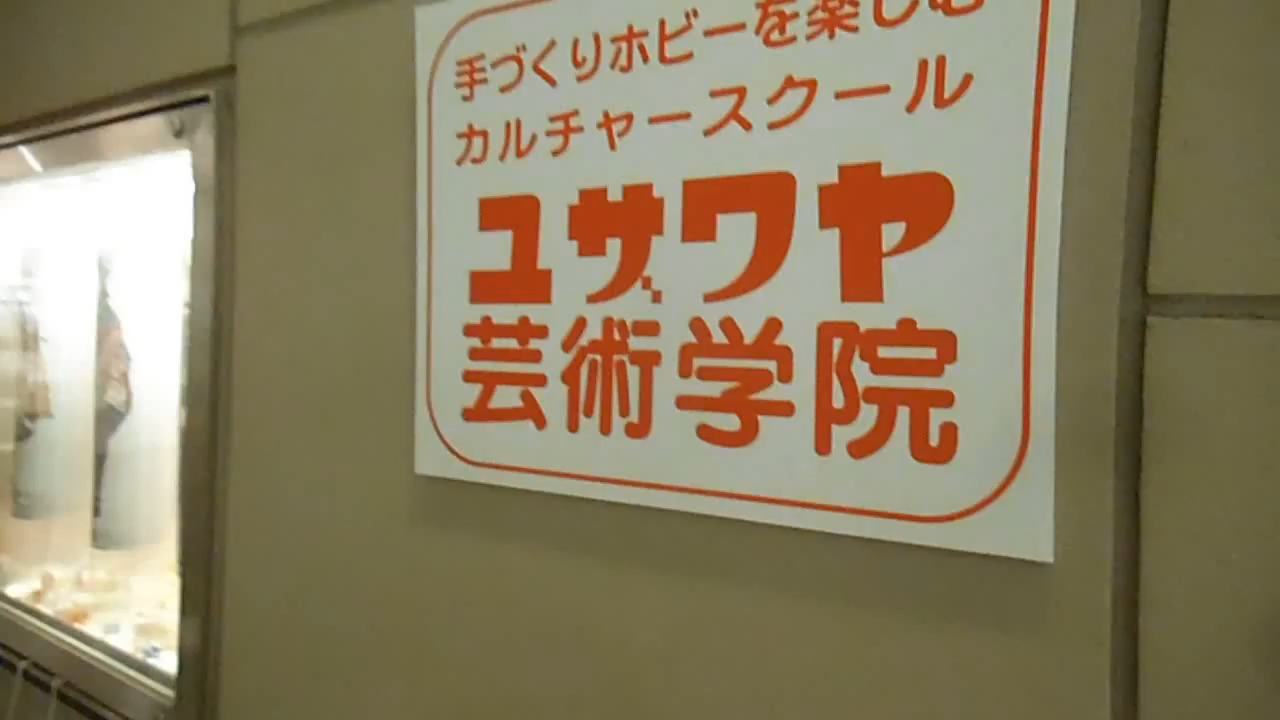 手づくりホビーを楽しむ
カルチャースクール
ユザワヤ
芸術学院